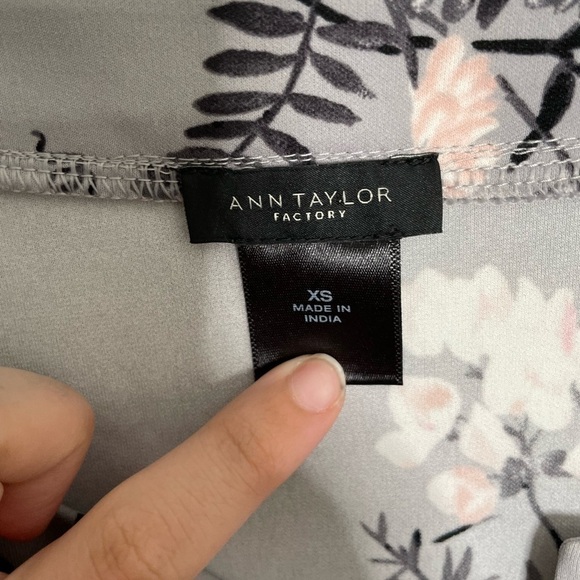 ANN TAYLOR
FACTORY
XS
MADE IN
INDIA